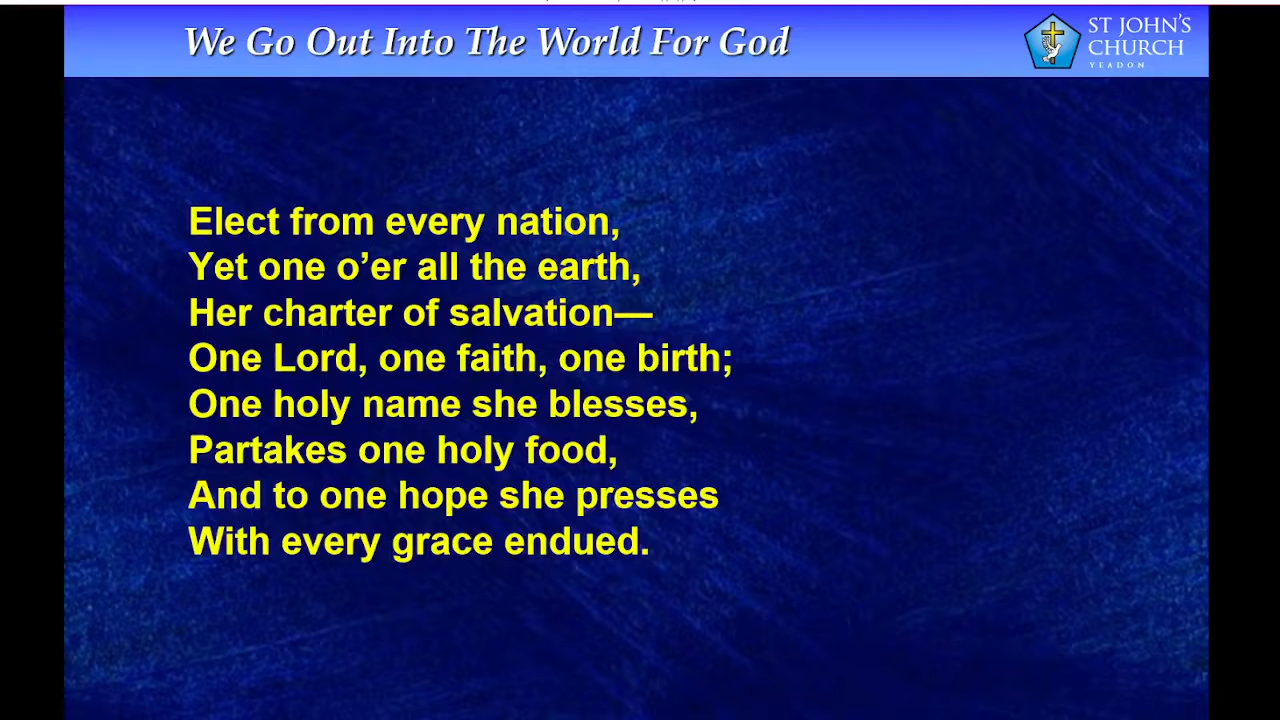 We Go Out Into The World For God
ST JOHN'S
CHURCH
YEADON
Elect from every nation,
Yet one o’er all the earth,
Her charter of salvation—
One Lord, one faith, one birth;
One holy name she blesses,
Partakes one holy food,
And to one hope she presses
With every grace endued.